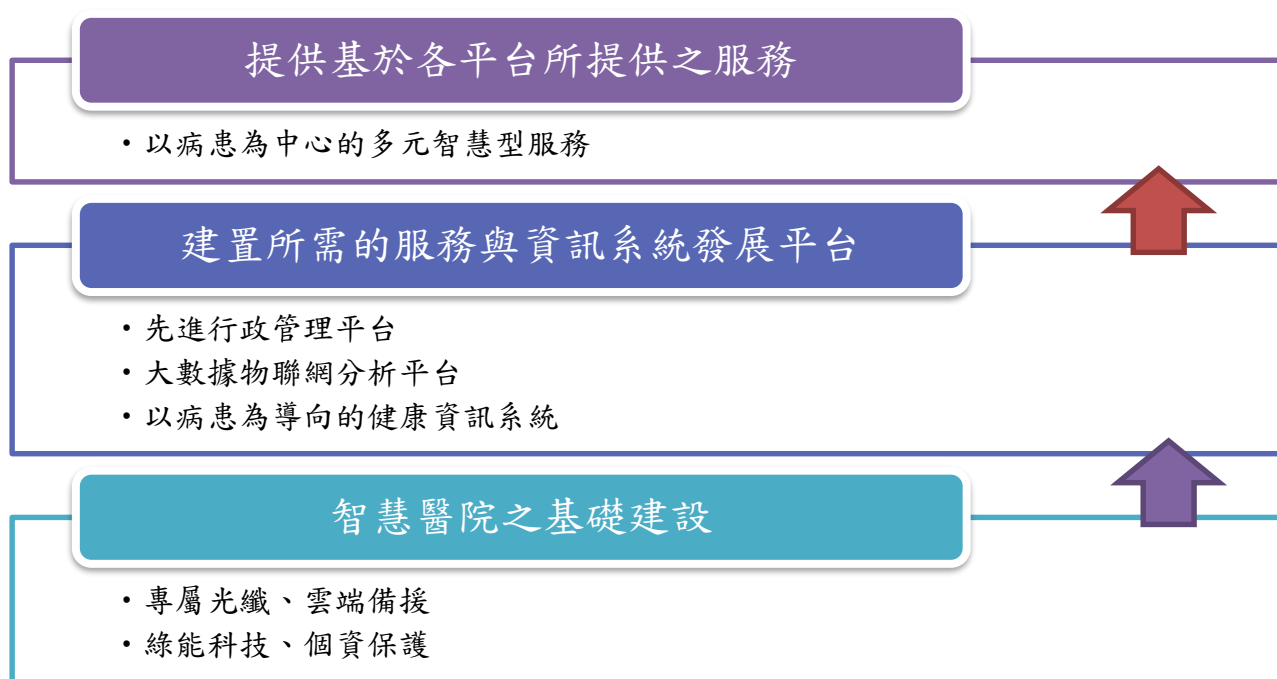 提供基於各平台所提供之服務
・以病患為中心的多元智慧型服務
建置所需的服務與資訊系統發展平台
・先進行政管理平台
・大數據物聯網分析平台
・以病患為導向的健康資訊系統
智慧醫院之基礎建設
・專屬光纖、雲端備援
・綠能科技、個資保護